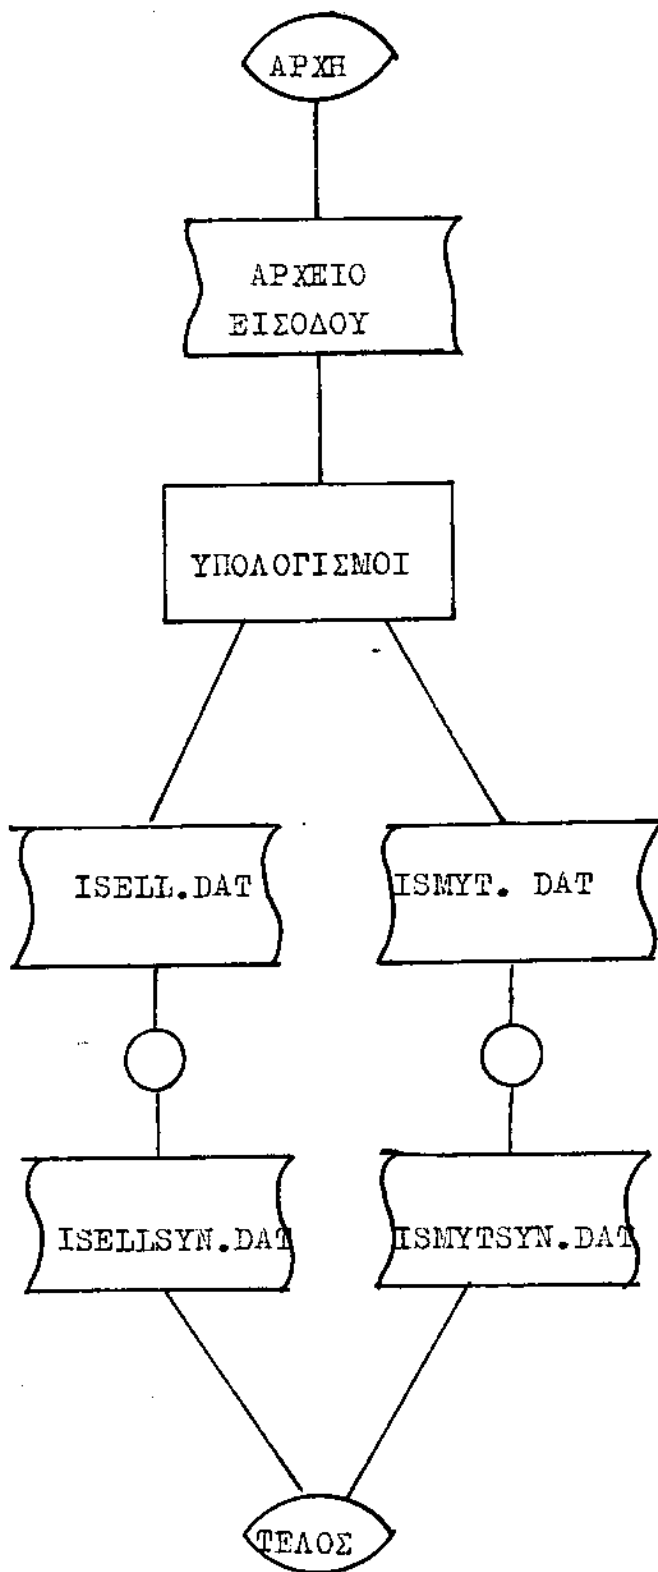 ΑΡΧΗ
ΑΡΧΕΙΟ
ΕΙΣΟΔΟΥ
ΥΠΟΛΟΓΙΣΜΟΙ
ISELL.DAT
ISMYT. DAT
ISELLSYN.DAT
ISMYTSYN.DAT
ΤΕΛΟΣ